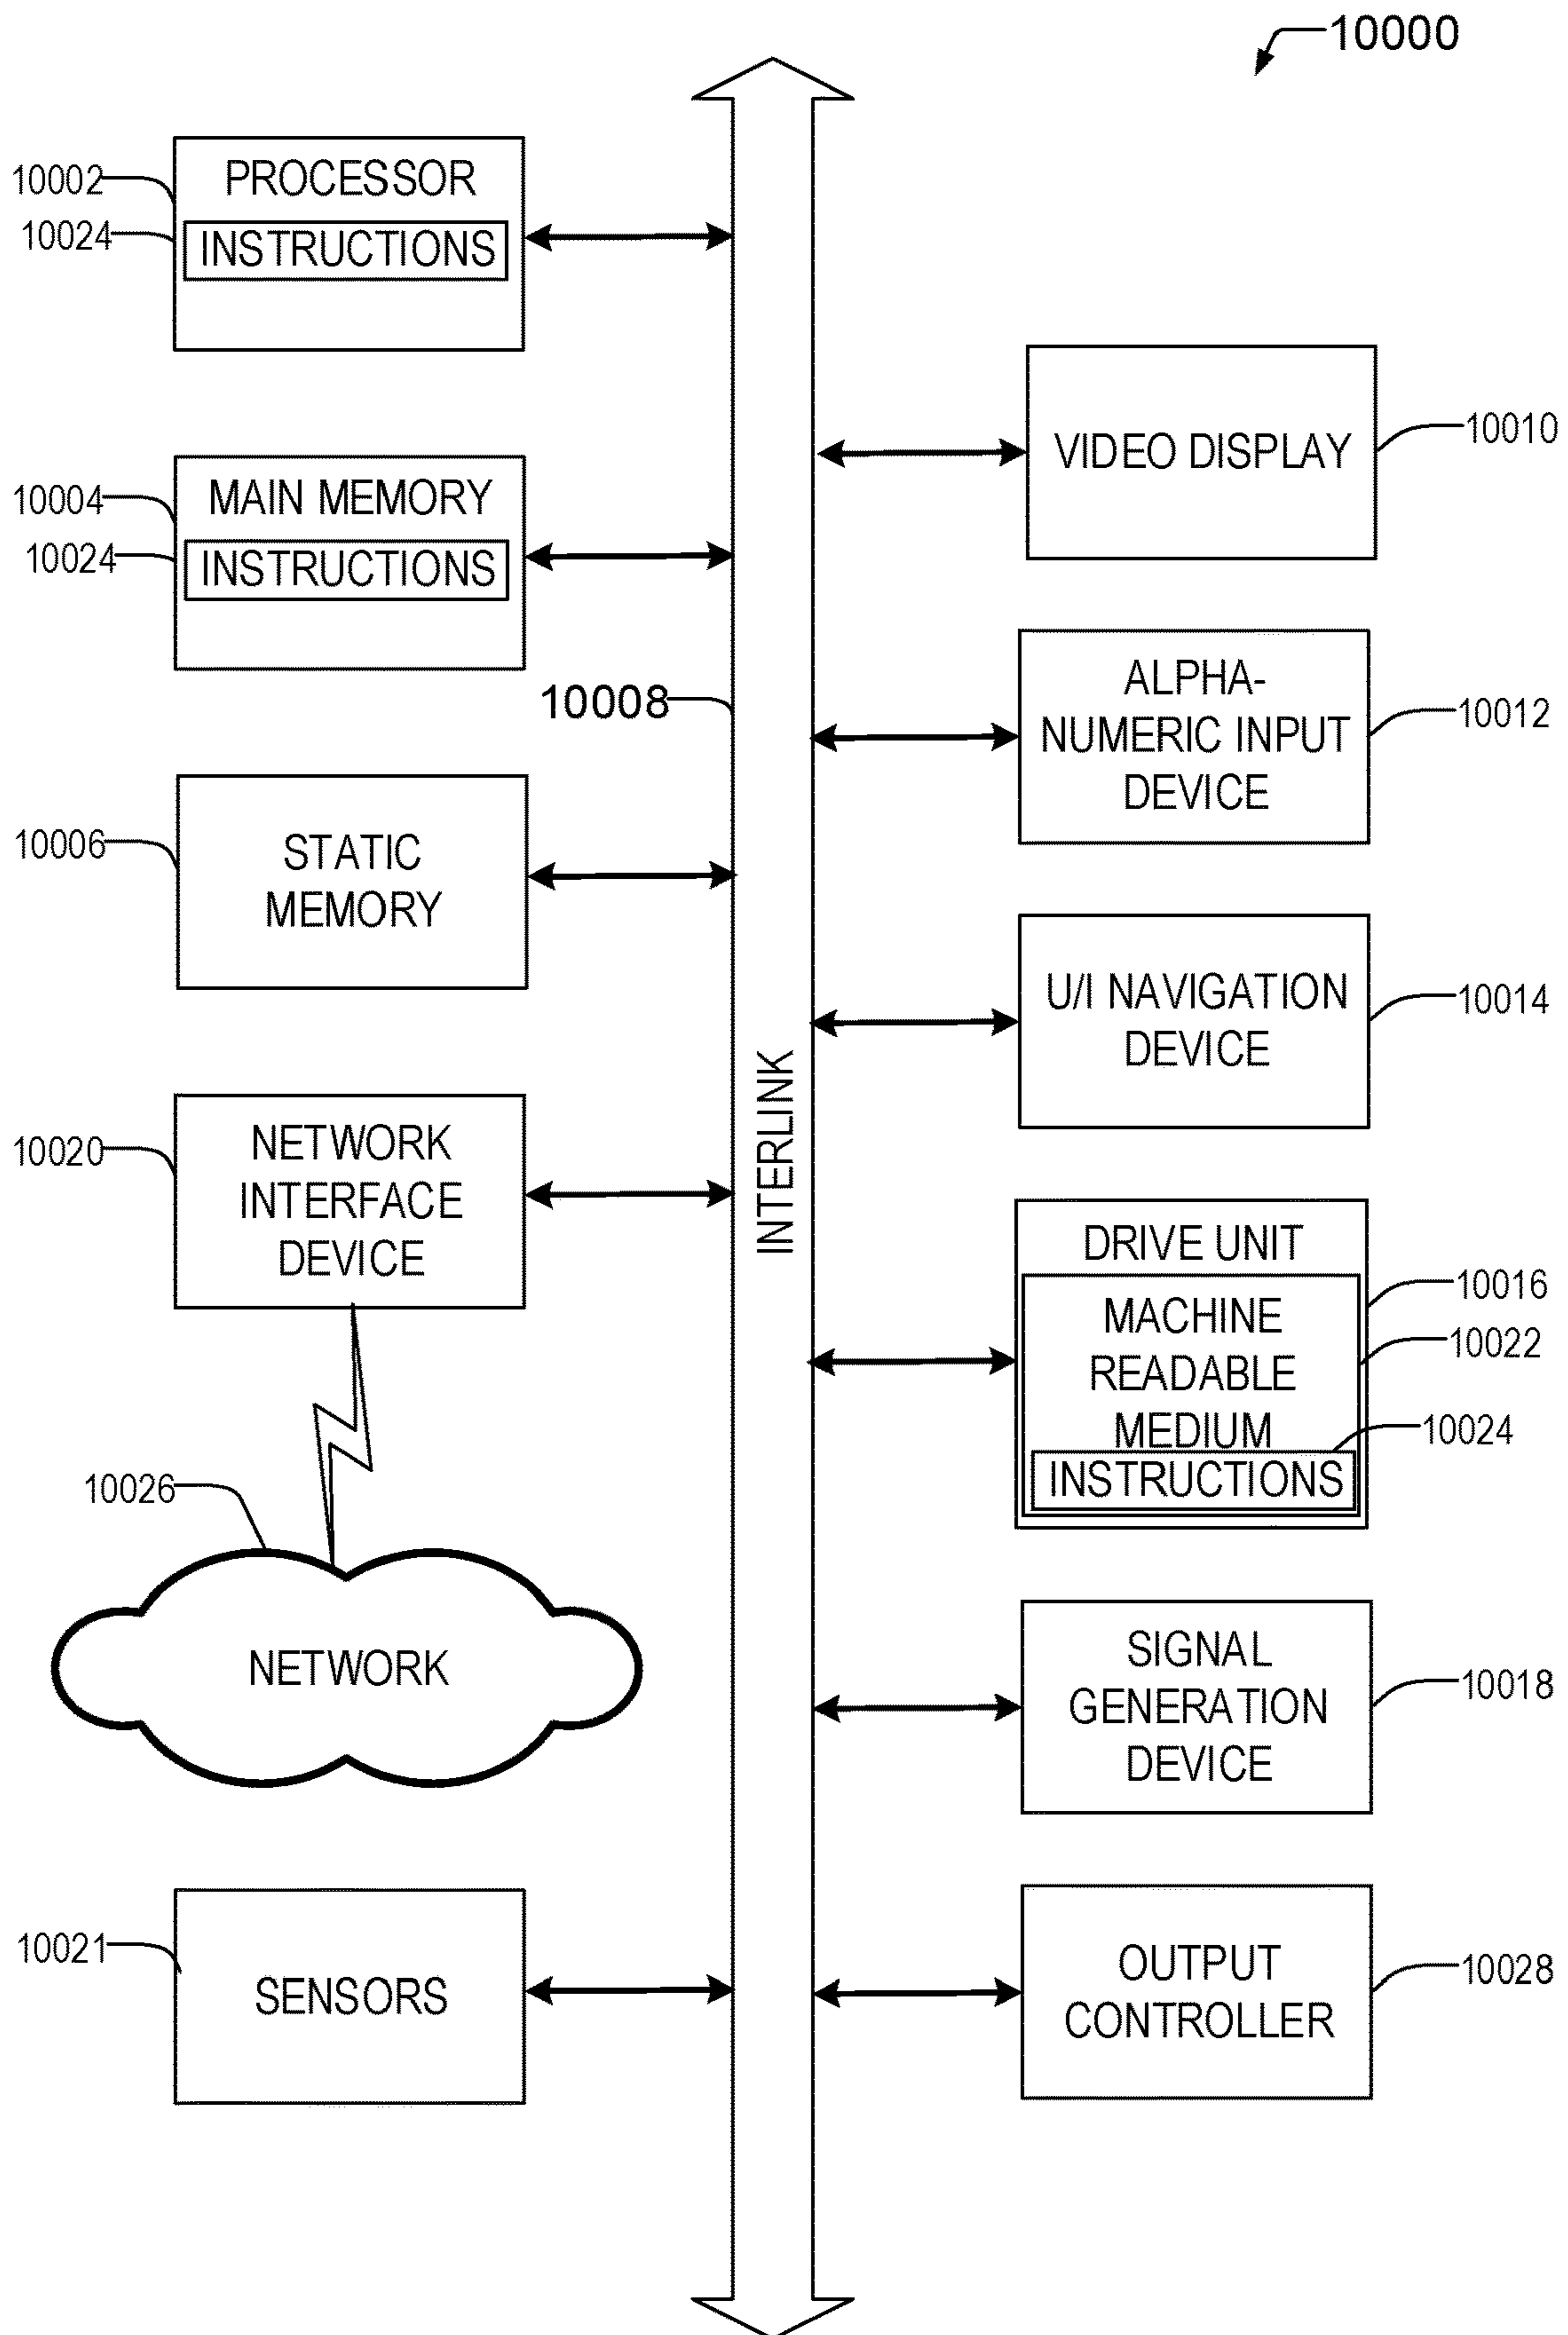 10000
10002
PROCESSOR
10024
INSTRUCTIONS
10004
MAIN MEMORY
10024
INSTRUCTIONS
10008
10006
STATIC
MEMORY
10020
NETWORK
INTERFACE
DEVICE
10026
NETWORK
10021
SENSORS
INTERLINK
VIDEO DISPLAY
10010
ALPHA-
NUMERIC INPUT
DEVICE
10012
U/I NAVIGATION
DEVICE
10014
DRIVE UNIT
10016
MACHINE
READABLE
MEDIUM
10022
10024
INSTRUCTIONS
SIGNAL
GENERATION
DEVICE
10018
OUTPUT
CONTROLLER
10028